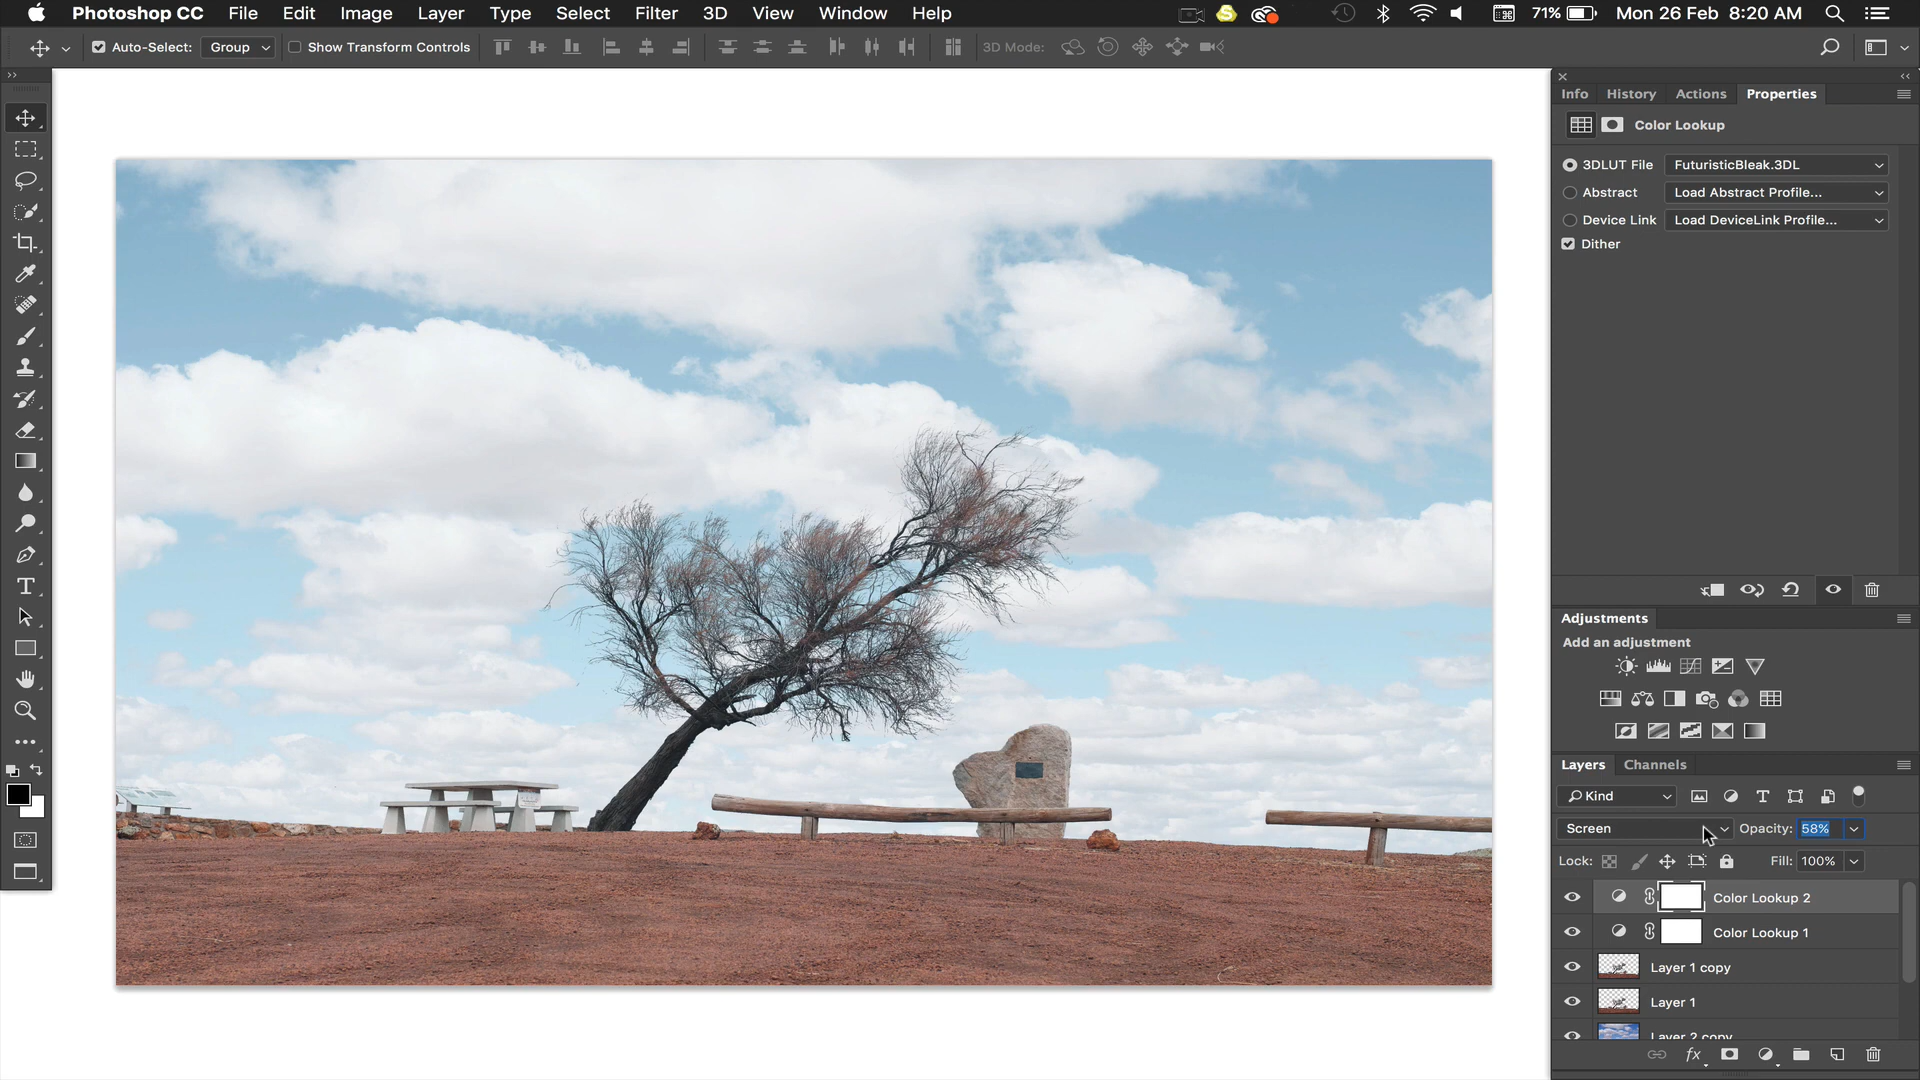 Photoshop CC File Edit Image Layer Type Select Filter 3D View Window Help 71% Mon 26 Feb 8:20 AM
Auto-Select: Group Show Transform Controls 3D Mode:
Info History Actions Properties
Color Lookup
3DLUT File FuturisticBleak.3DL
Abstract Load Abstract Profile...
Device Link Load DeviceLink Profile...
Dither
Adjustments
Add an adjustment
Layers Channels
Kind
Screen Opacity: 58%
Lock: Fill: 100%
Color Lookup 2
Color Lookup 1
Layer 1 copy
Layer 1
Layer 2 copy